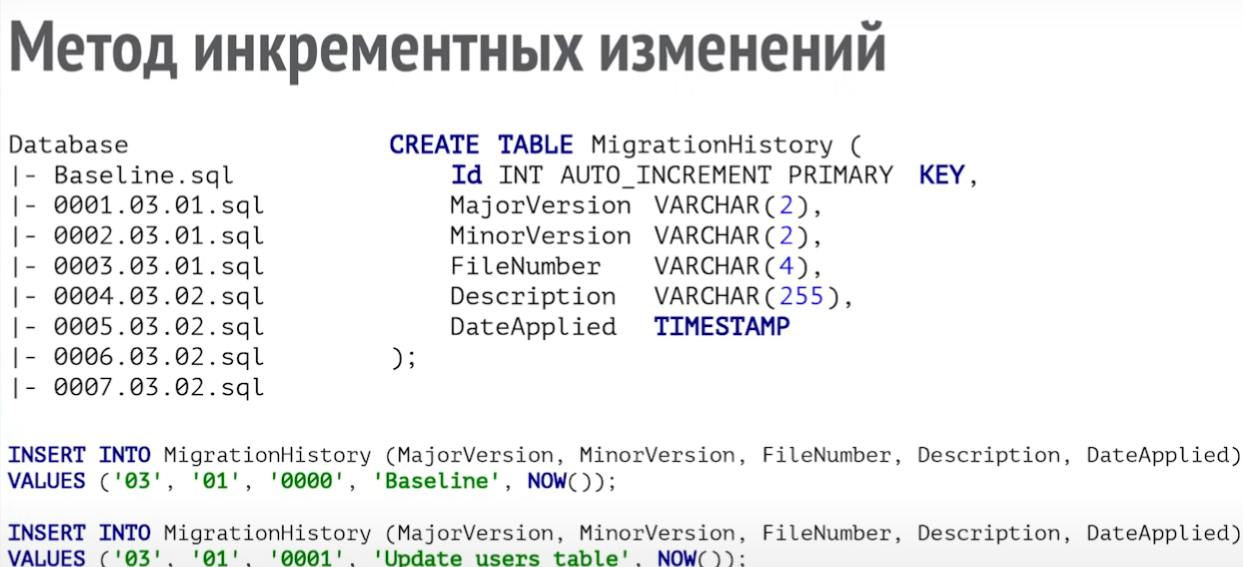 Метод инкрементных изменений
Database
|- Baseline.sql
|- 0001.03.01.sql
|- 0002.03.01.sql
|- 0003.03.01.sql
|- 0004.03.02.sql
|- 0005.03.02.sql
|- 0006.03.02.sql
|- 0007.03.02.sql
CREATE TABLE MigrationHistory (
Id INT AUTO_INCREMENT PRIMARY KEY,
MajorVersion VARCHAR(2),
MinorVersion VARCHAR(2),
FileNumber VARCHAR(4),
Description VARCHAR(255),
DateApplied TIMESTAMP
);
INSERT INTO MigrationHistory (MajorVersion, MinorVersion, FileNumber, Description, DateApplied)
VALUES ('03', '01', '0000', 'Baseline', NOW());
INSERT INTO MigrationHistory (MajorVersion, MinorVersion, FileNumber, Description, DateApplied)
VALUES ('03', '01', '0001', 'Update users table', NOW());